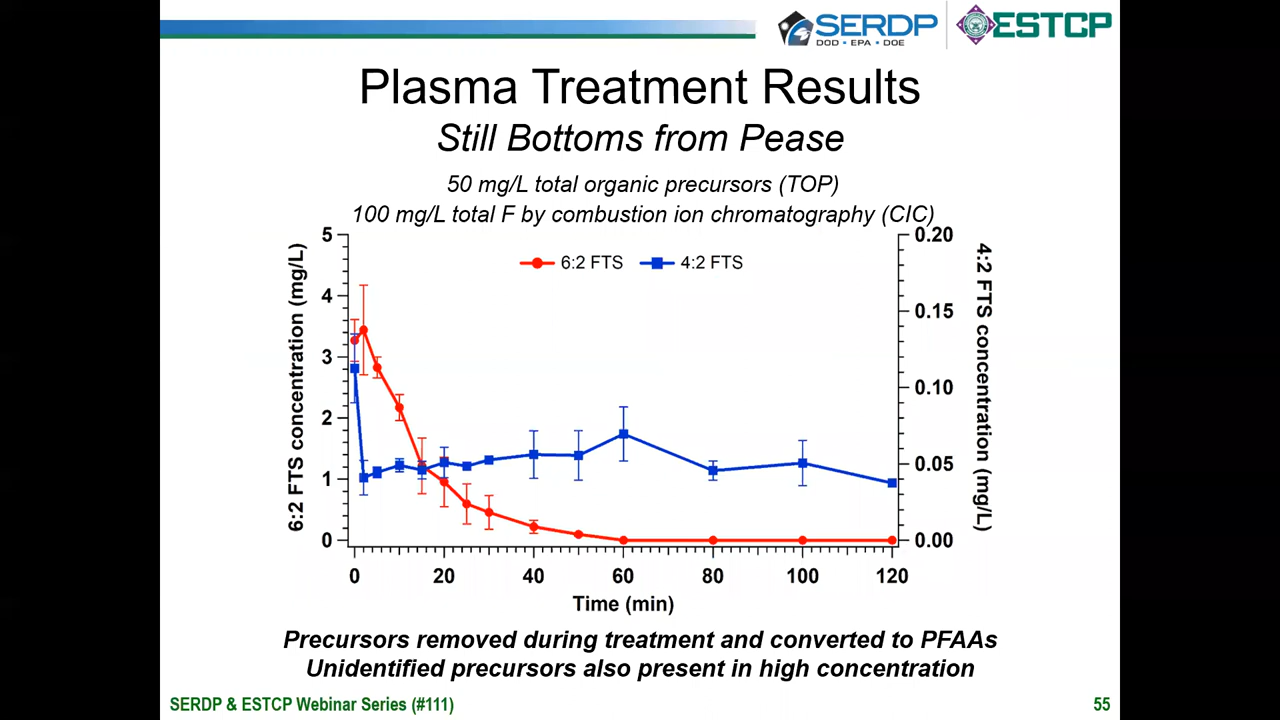 SERDP
DOD • EPA • DOE
ESTCP
Plasma Treatment Results
Still Bottoms from Pease
50 mg/L total organic precursors (TOP)
100 mg/L total F by combustion ion chromatography (CIC)
6:2 FTS concentration (mg/L)
5
4
3
2
1
0
6:2 FTS
4:2 FTS
0.20
0.15
0.10
0.05
0.00
4:2 FTS concentration (mg/L)
0 20 40 60 80 100 120
Time (min)
Precursors removed during treatment and converted to PFAAs
Unidentified precursors also present in high concentration
SERDP & ESTCP Webinar Series (#111)
55